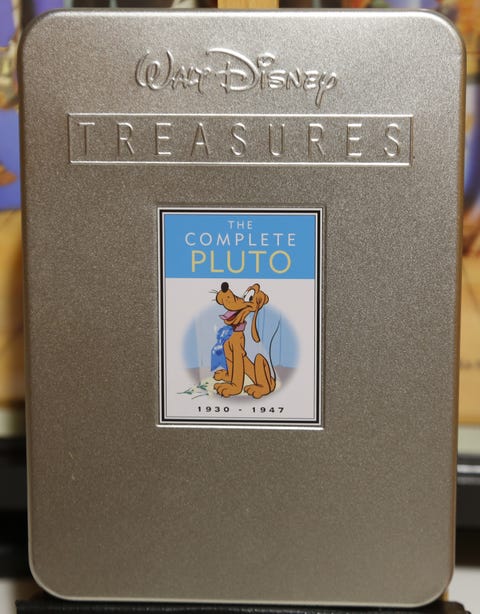 Walt Disney
TREASURES
THE
COMPLETE
PLUTO
1930 - 1947